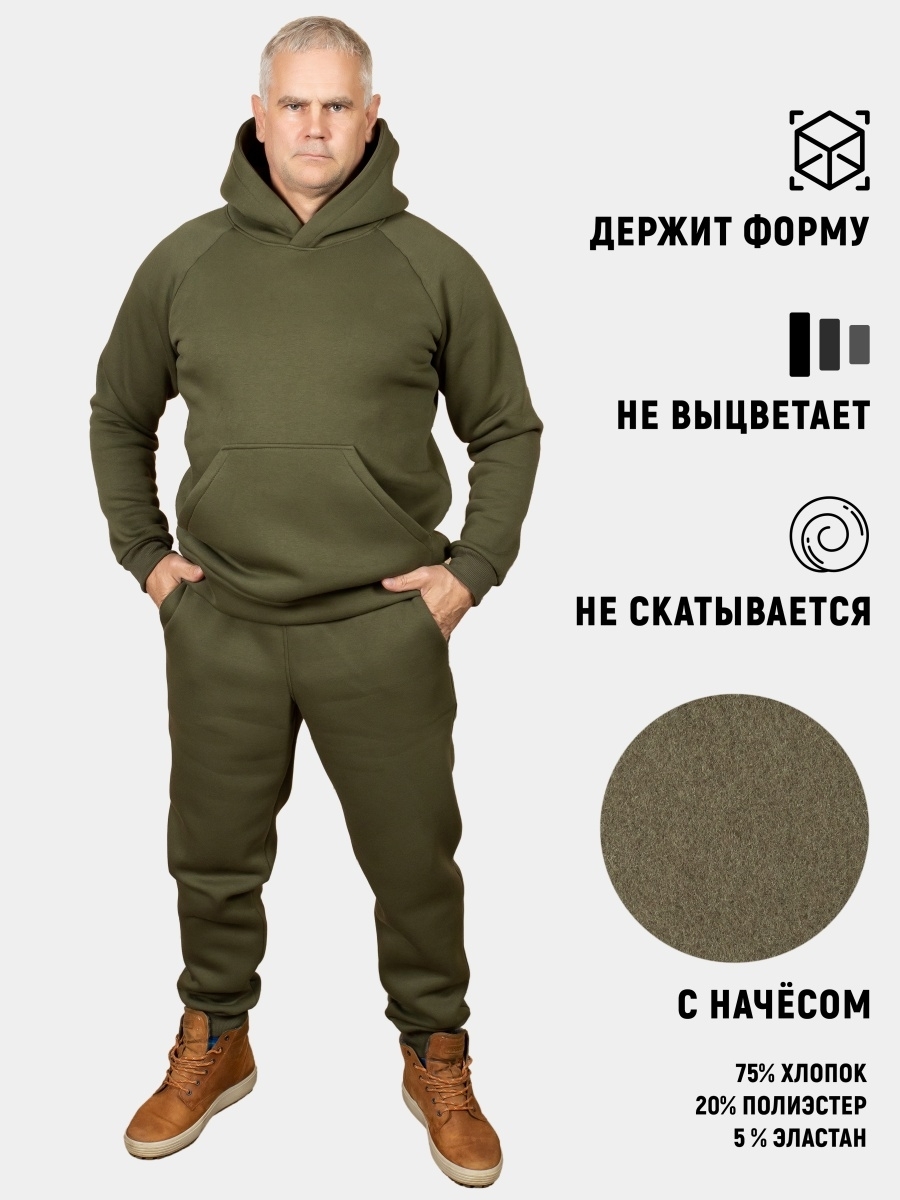 ДЕРЖИТ ФОРМУ
НЕ ВЫЦВЕТАЕТ
НЕ СКАТЫВАЕТСЯ
С НАЧЁСОМ
75% ХЛОПОК
20% ПОЛИЭСТЕР
5 % ЭЛАСТАН